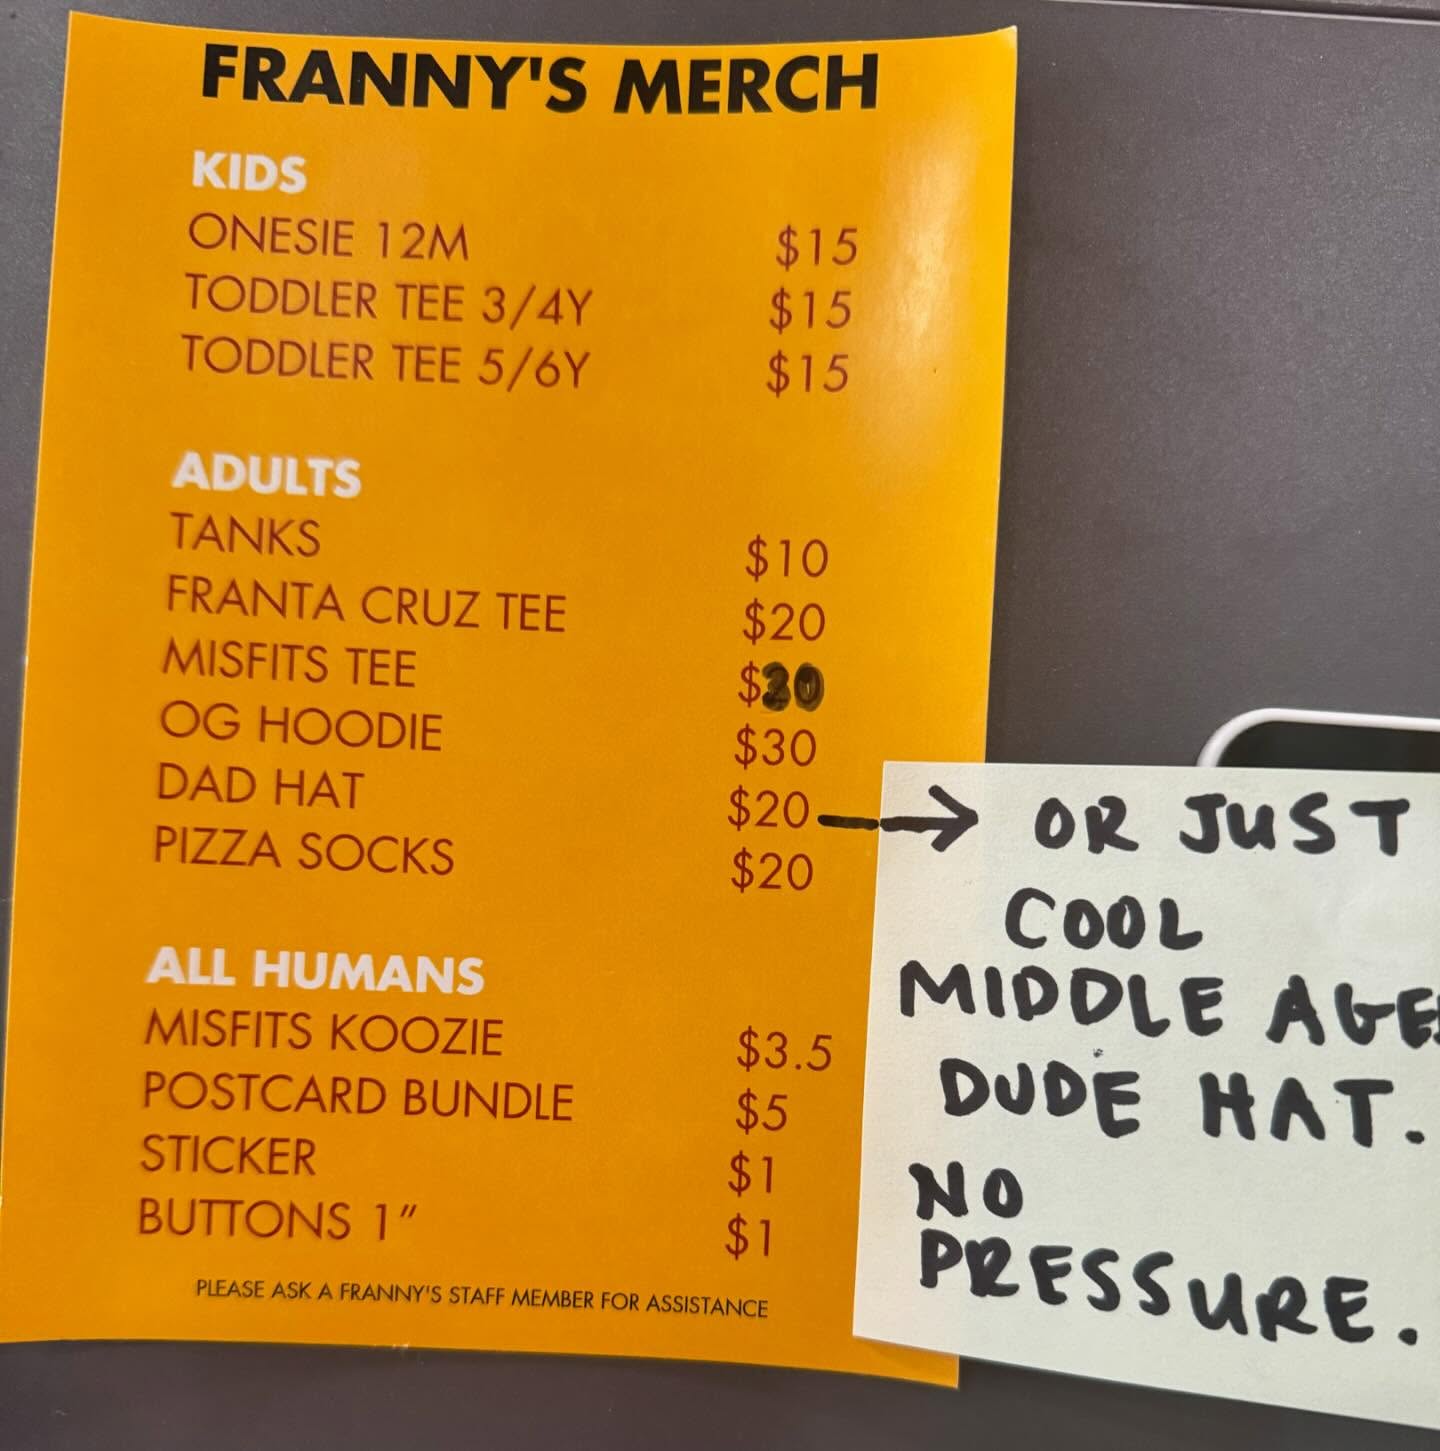 FRANNY'S MERCH
KIDS
ONESIE 12M $15
TODDLER TEE 3/4Y $15
TODDLER TEE 5/6Y $15
ADULTS
TANKS $10
FRANTA CRUZ TEE $20
MISFITS TEE $20
OG HOODIE $30
DAD HAT $20
PIZZA SOCKS $20
ALL HUMANS
MISFITS KOOZIE $3.5
POSTCARD BUNDLE $5
STICKER $1
BUTTONS 1" $1
PLEASE ASK A FRANNY'S STAFF MEMBER FOR ASSISTANCE
→ OR JUST
COOL
MIDDLE AGE
DUDE HAT.
NO
PRESSURE.